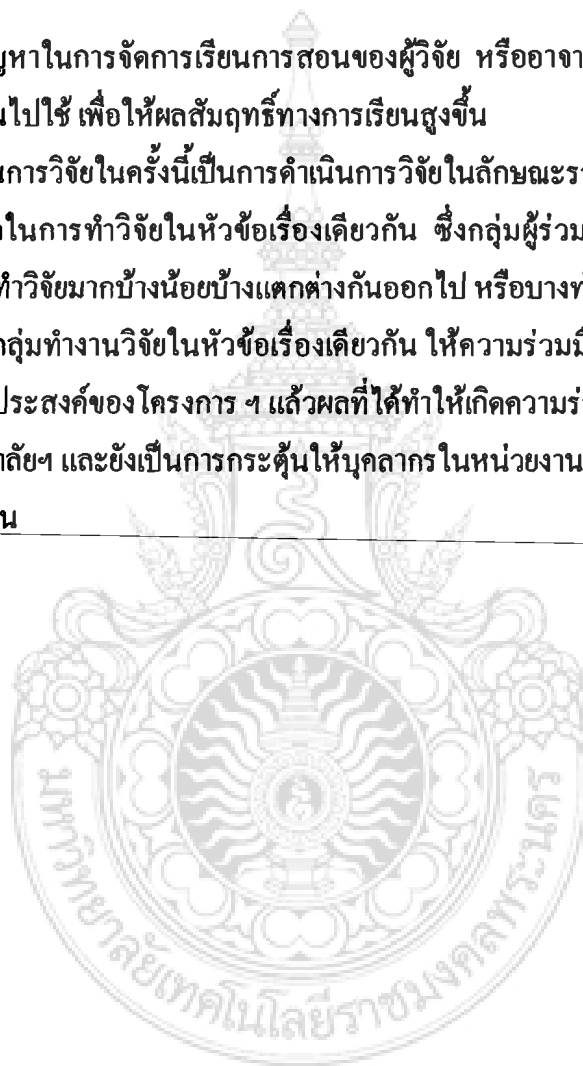 ญหาในการจัดการเรียนการสอนของผู้วิจัย หรืออาจา
นไปใช้ เพื่อให้ผลสัมฤทธิ์ทางการเรียนสูงขึ้น
นการวิจัยในครั้งนี้เป็นการดำเนินการวิจัยในลักษณะรา
ในการทำวิจัยในหัวข้อเรื่องเดียวกัน ซึ่งกลุ่มผู้ร่วม
ทำวิจัยมากบ้างน้อยบ้างแตกต่างกันออกไป หรือบางท
กลุ่มทำงานวิจัยในหัวข้อเรื่องเดียวกัน ให้ความร่วมมื
ประสงค์ของโครงการ ฯ แล้วผลที่ได้ทำให้เกิดความร่
าลัยฯ และยังเป็นการกระตุ้นให้บุคลากรในหน่วยงาน
น
มหาวิทยาลัยเทคโนโลยีราชมงคลพระนคร